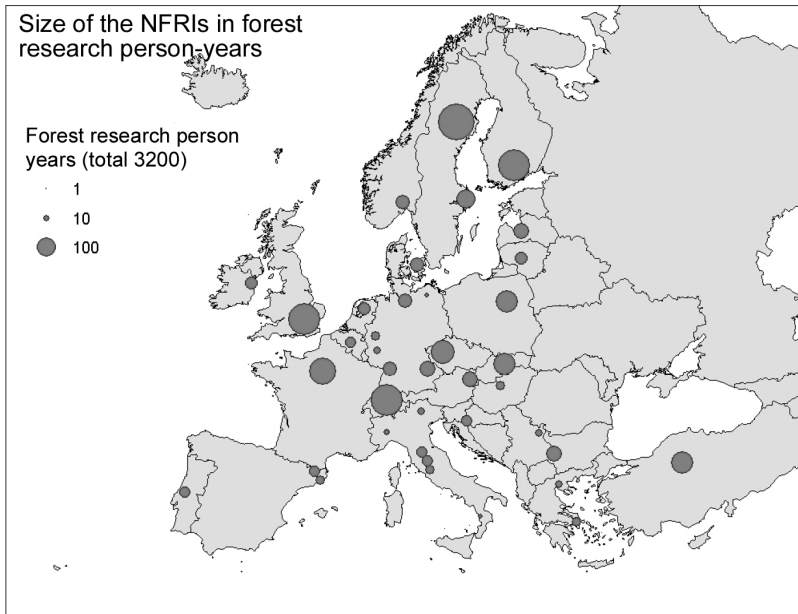 Size of the NFRIs in forest
research person-years
Forest research person
years (total 3200)
1
10
100